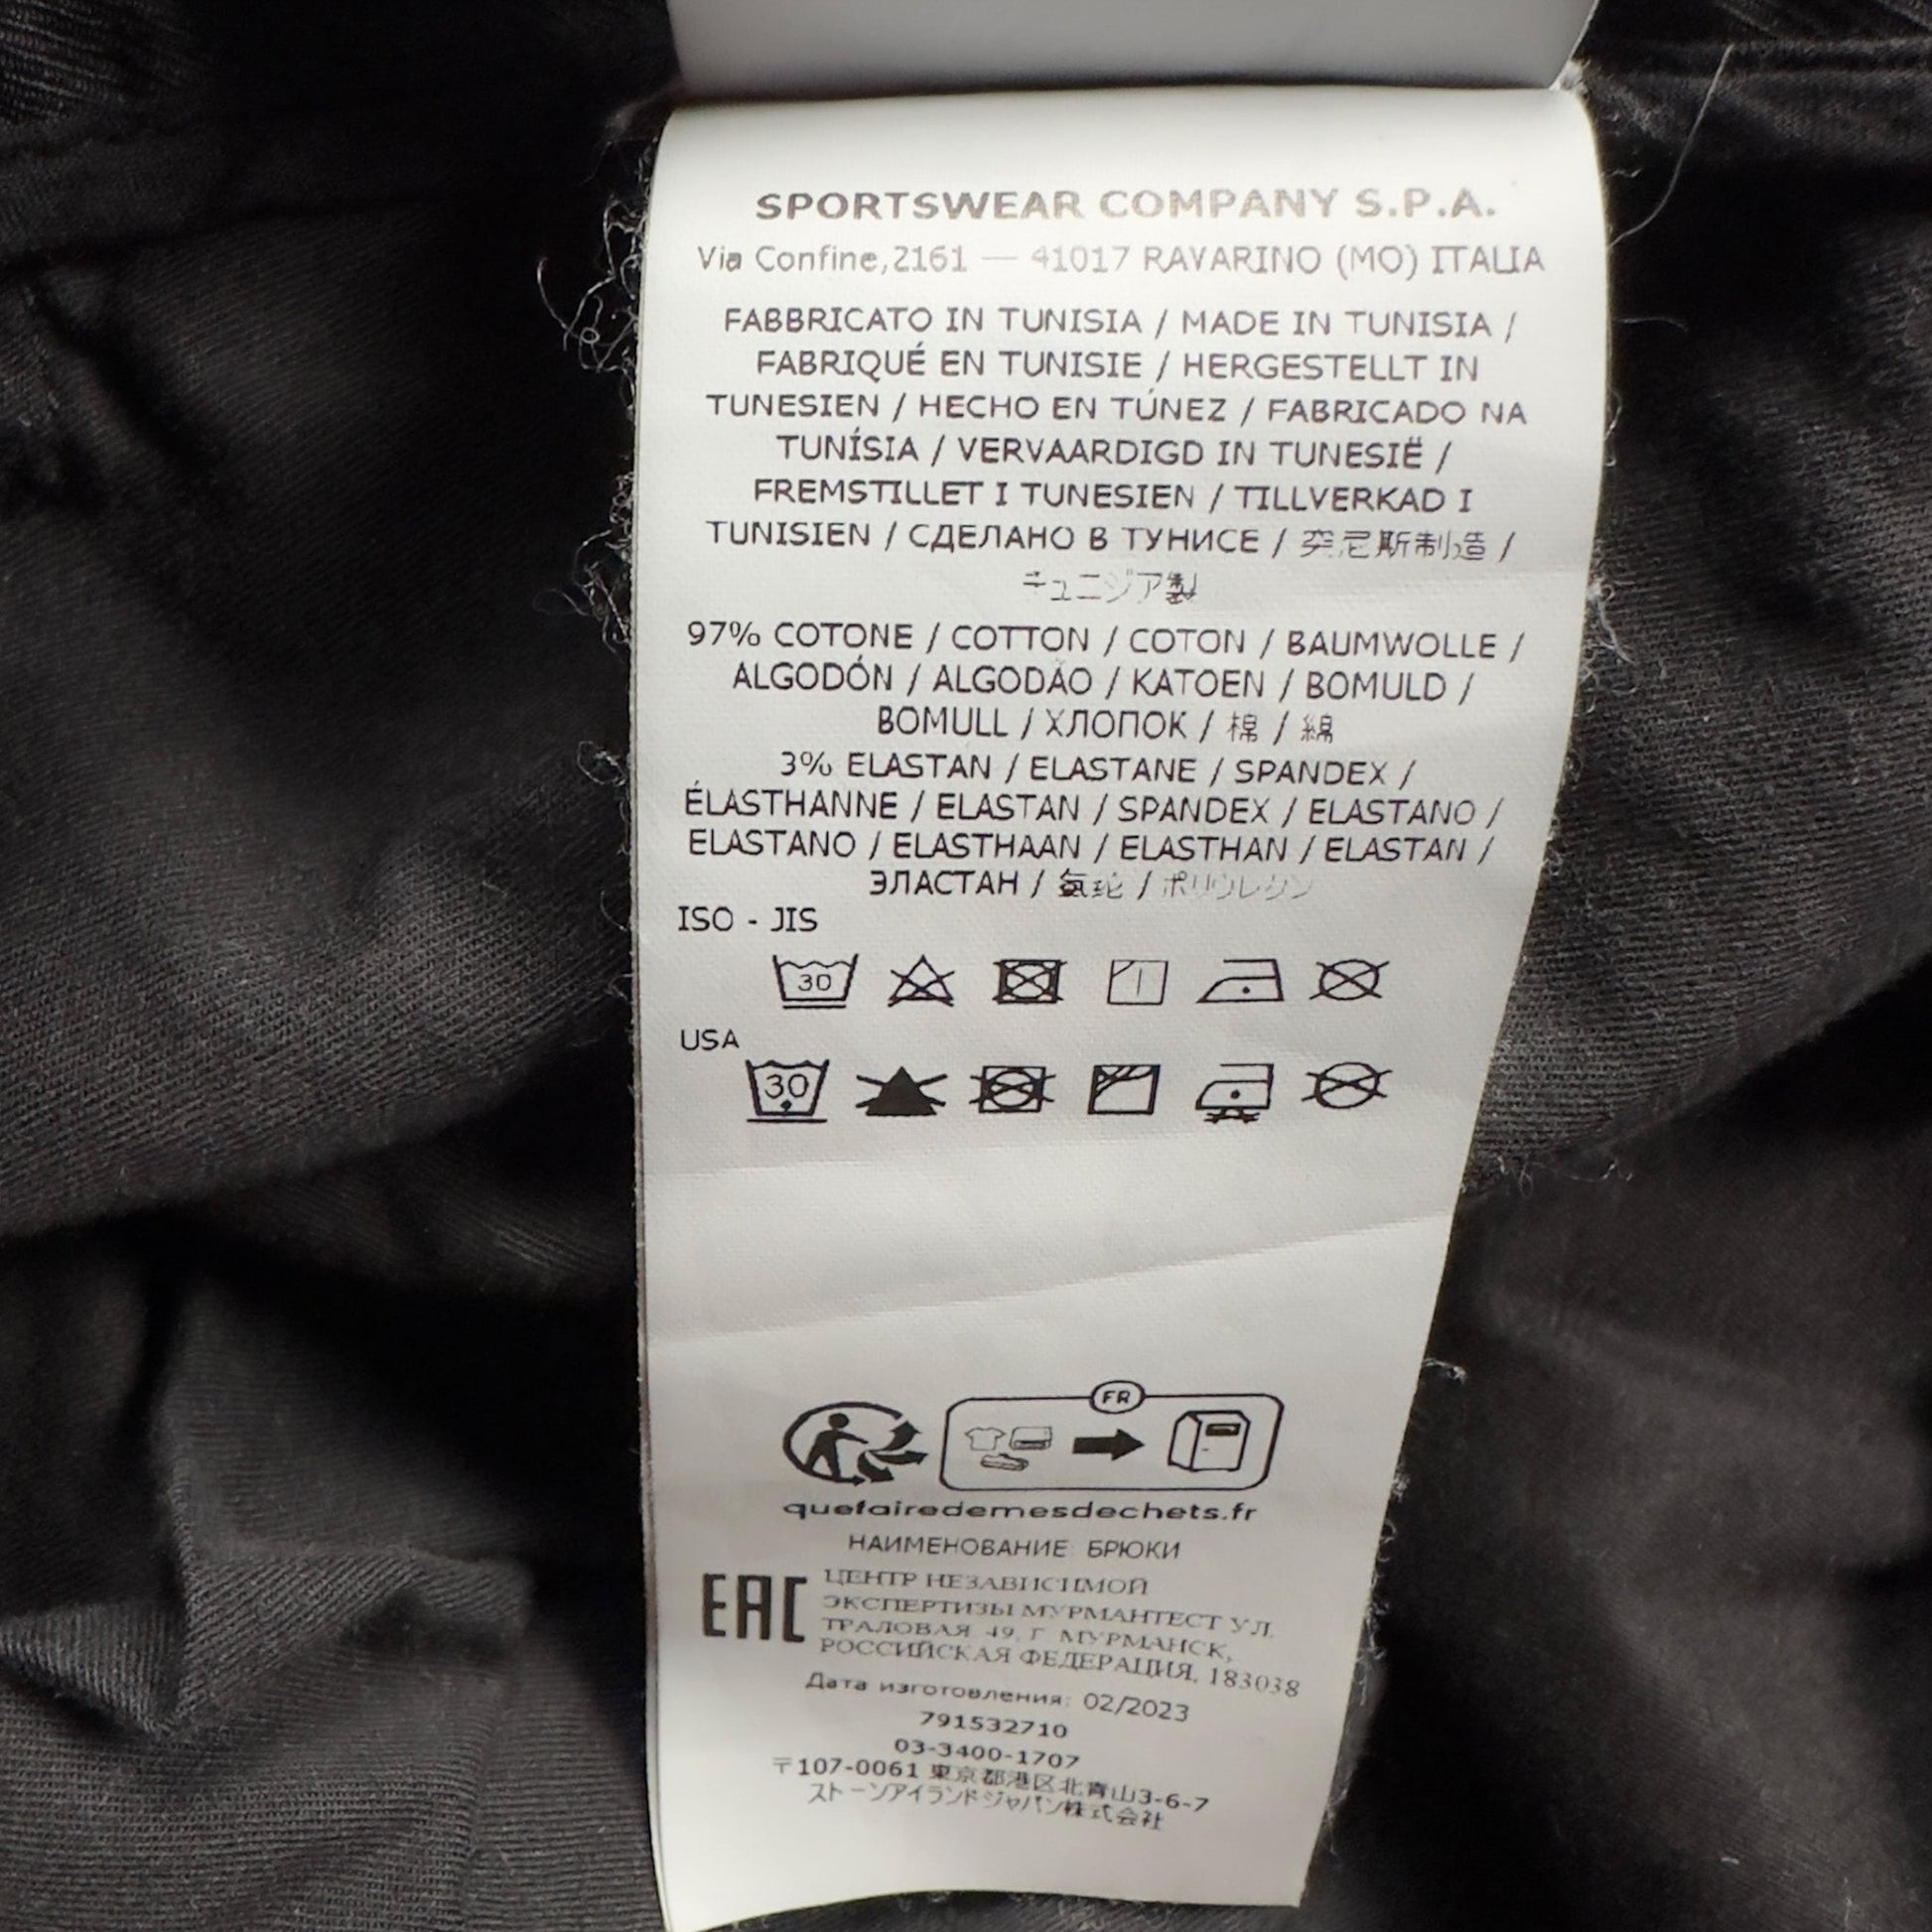 SPORTSWEAR COMPANY S.P.A.
Via Confine,2161 — 41017 RAVARINO (MO) ITALIA
FABBRICATO IN TUNISIA / MADE IN TUNISIA /
FABRIQUÉ EN TUNISIE / HERGESTELLT IN
TUNESIEN / HECHO EN TÚNEZ / FABRICADO NA
TUNÍSIA / VERVAARDIGD IN TUNESIË /
FREMSTILLET I TUNESIEN / TILLVERKAD I
TUNISIEN / СДЕЛАНО В ТУНИСЕ / 突尼斯制造 /
チュニジア製
97% COTONE / COTTON / COTON / BAUMWOLLE /
ALGODÓN / ALGODÃO / KATOEN / BOMULD /
BOMULL / ХЛОПОК / 棉 / 綿
3% ELASTAN / ELASTANE / SPANDEX /
ÉLASTHANNE / ELASTAN / SPANDEX / ELASTANO /
ELASTANO / ELASTHAAN / ELASTHAN / ELASTAN /
ЭЛАСТАН / 氨纶 / ポリウレタン
ISO - JIS
30
USA
30
FR
quefairedemesdechets.fr
НАИМЕНОВАНИЕ: БРЮКИ
EAC
ЦЕНТР НЕЗАВИСИМОЙ
ЭКСПЕРТИЗЫ МУРМАНТЕСТ УЛ.
ТРАЛОВАЯ 49, Г. МУРМАНСК,
РОССИЙСКАЯ ФЕДЕРАЦИЯ, 183038
Дата изготовления: 02/2023
791532710
03-3400-1707
〒107-0061 東京都港区北青山3-6-7
ストーンアイランドジャパン株式会社